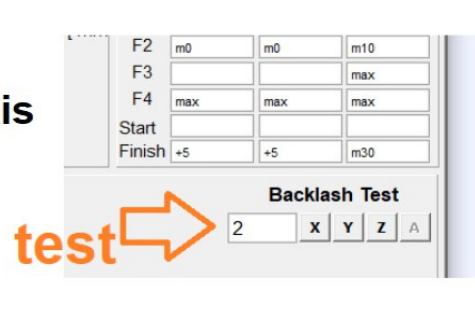 F2 m0 m0 m10
F3 max
is
F4 max max max
Start
Finish +5 +5 m30
Backlash Test
test 2 X Y Z A